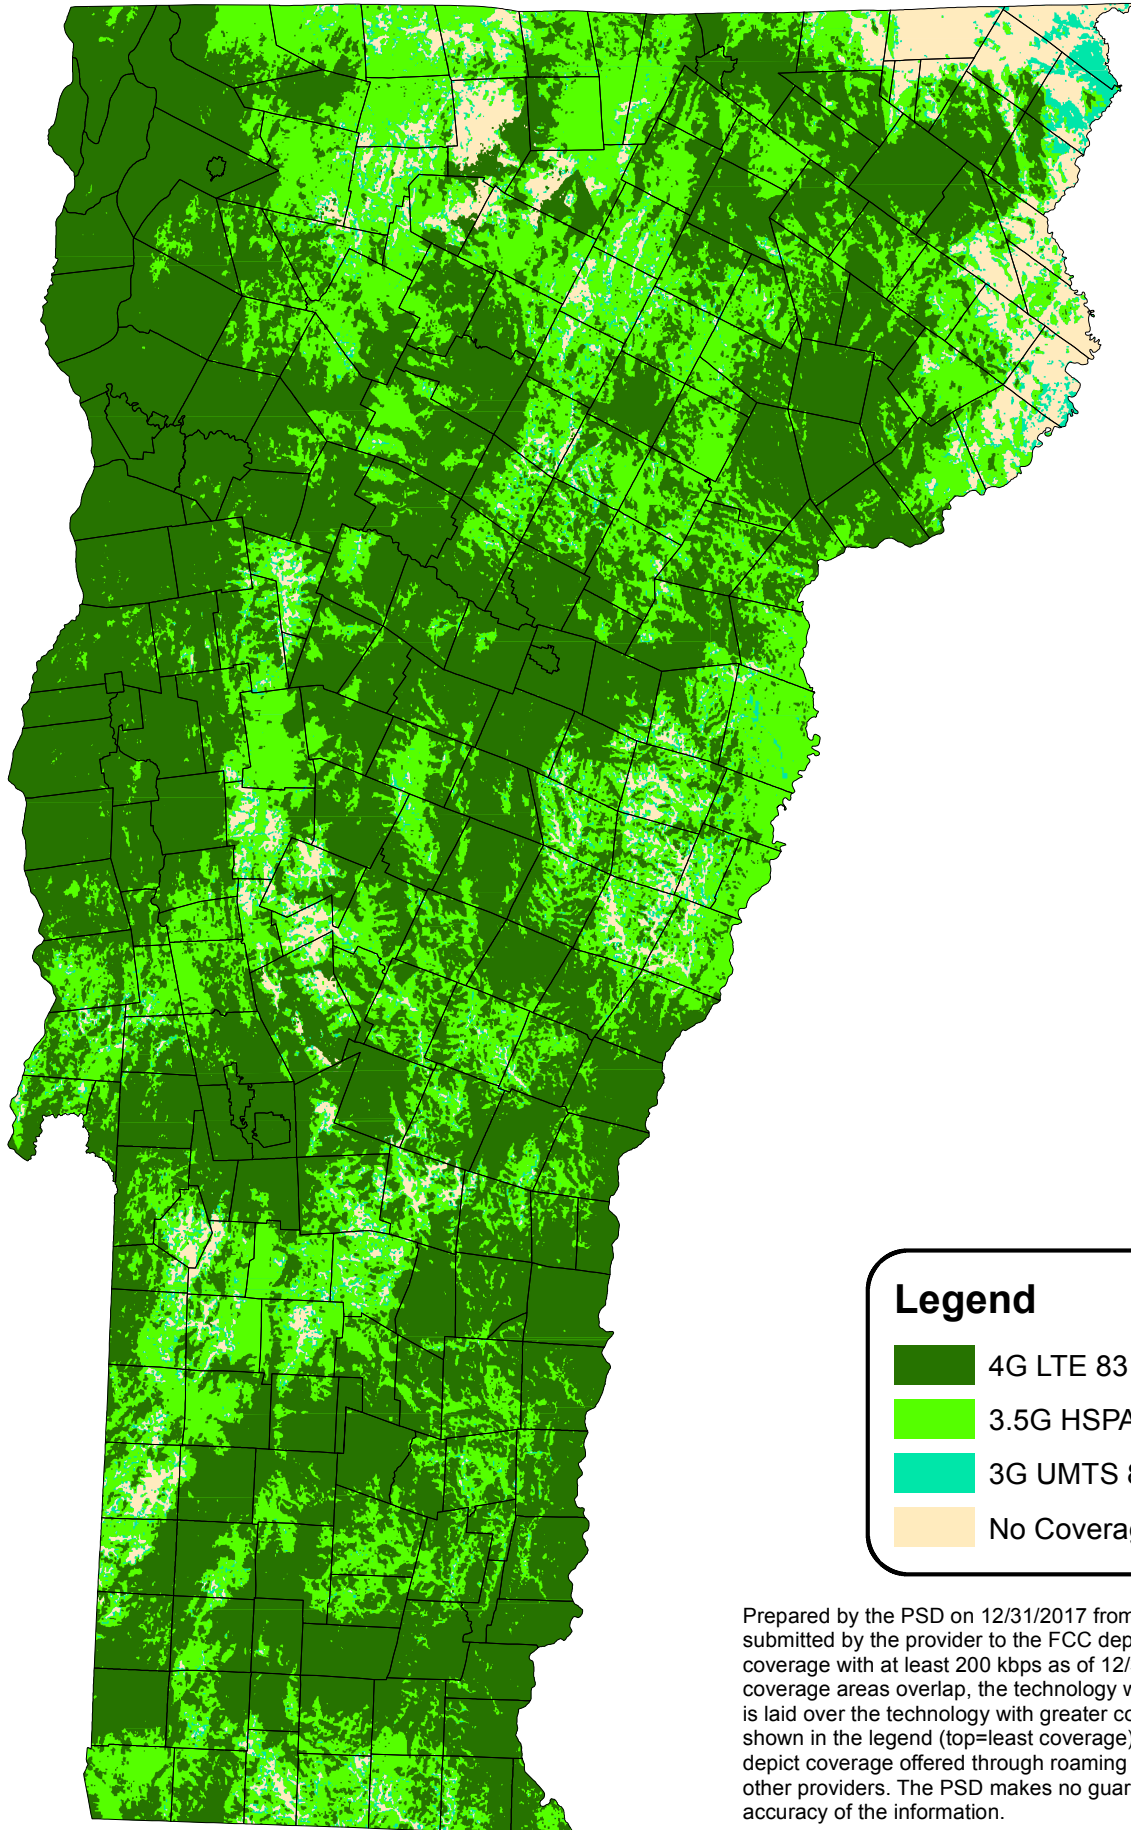 Legend
4G LTE 83
3.5G HSPA
3G UMTS 8
No Coverag
Prepared by the PSD on 12/31/2017 from
submitted by the provider to the FCC dep
coverage with at least 200 kbps as of 12/
coverage areas overlap, the technology w
is laid over the technology with greater co
shown in the legend (top=least coverage)
depict coverage offered through roaming
other providers. The PSD makes no guar
accuracy of the information.